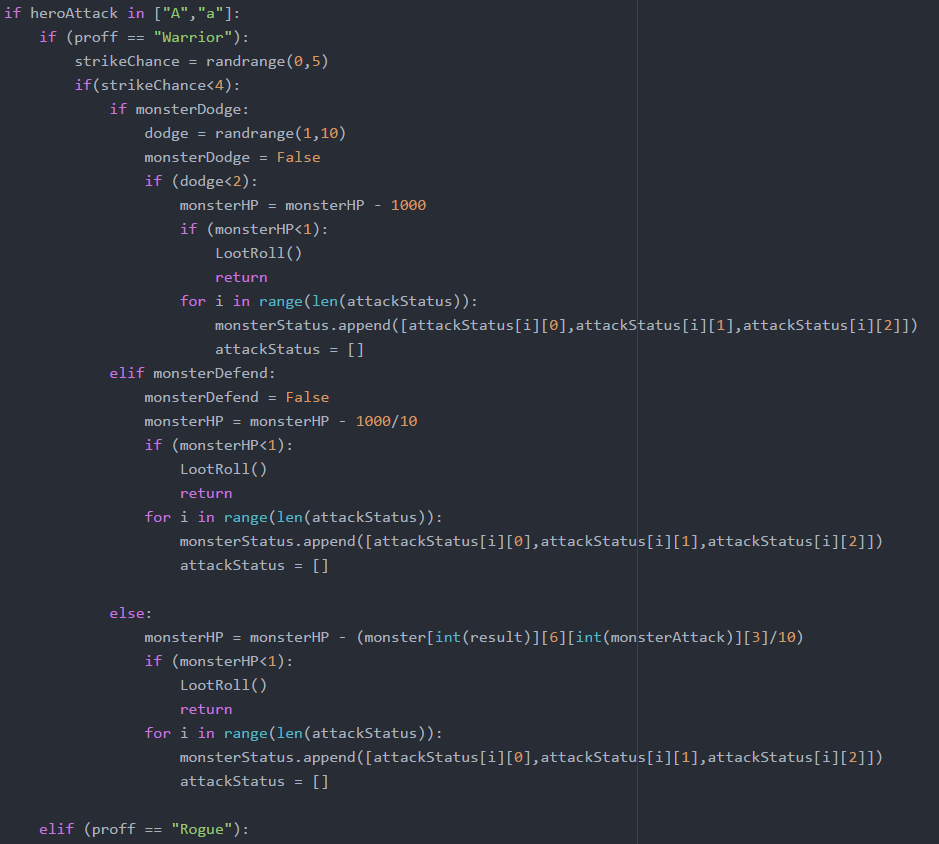 if heroAttack in ["A","a"]:
    if (proff == "Warrior"):
        strikeChance = randrange(0,5)
        if(strikeChance<4):
            if monsterDodge:
                dodge = randrange(1,10)
                monsterDodge = False
                if (dodge<2):
                    monsterHP = monsterHP - 1000
                    if (monsterHP<1):
                        LootRoll()
                        return
                    for i in range(len(attackStatus)):
                        monsterStatus.append([attackStatus[i][0],attackStatus[i][1],attackStatus[i][2]])
                        attackStatus = []
            elif monsterDefend:
                monsterDefend = False
                monsterHP = monsterHP - 1000/10
                if (monsterHP<1):
                    LootRoll()
                    return
                for i in range(len(attackStatus)):
                    monsterStatus.append([attackStatus[i][0],attackStatus[i][1],attackStatus[i][2]])
                    attackStatus = []

            else:
                monsterHP = monsterHP - (monster[int(result)][6][int(monsterAttack)][3]/10)
                if (monsterHP<1):
                    LootRoll()
                    return
                for i in range(len(attackStatus)):
                    monsterStatus.append([attackStatus[i][0],attackStatus[i][1],attackStatus[i][2]])
                    attackStatus = []

    elif (proff == "Rogue"):